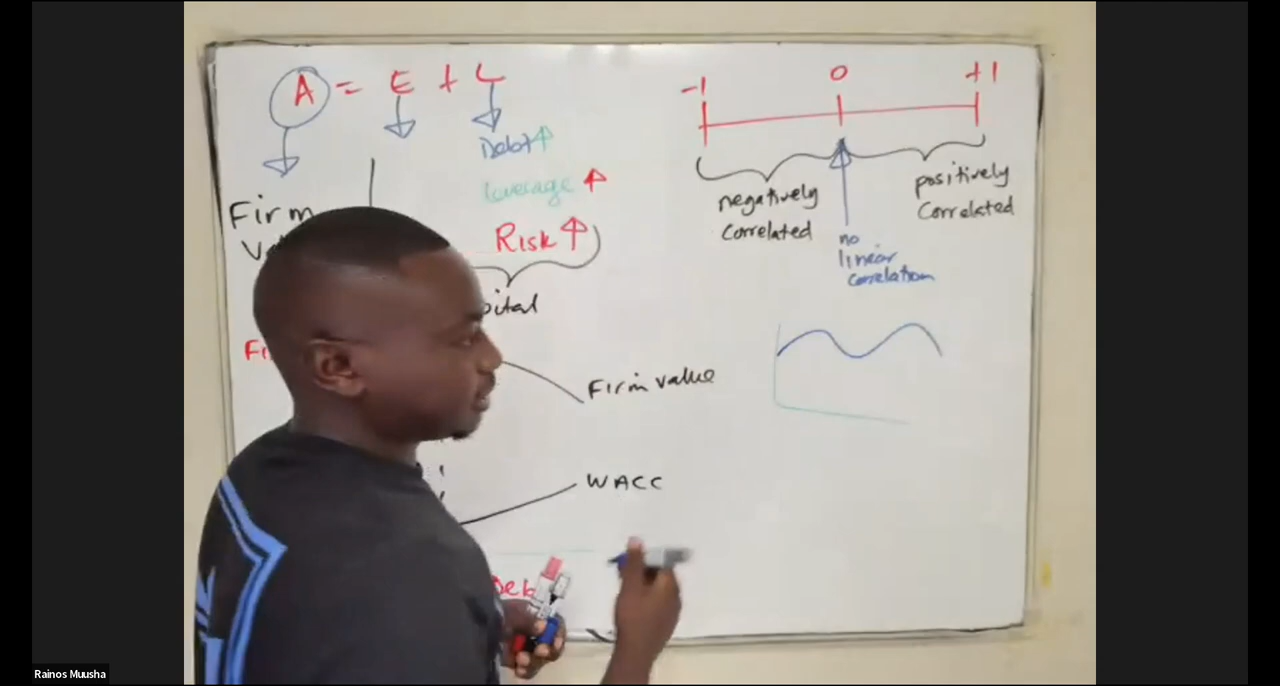 A = E + L
Debt
leverage
Risk
Firm
Firm value
WACC
-1 0 +1
negatively
Correlated
positively
Correlated
no
linear
correlation
Rainos Muusha